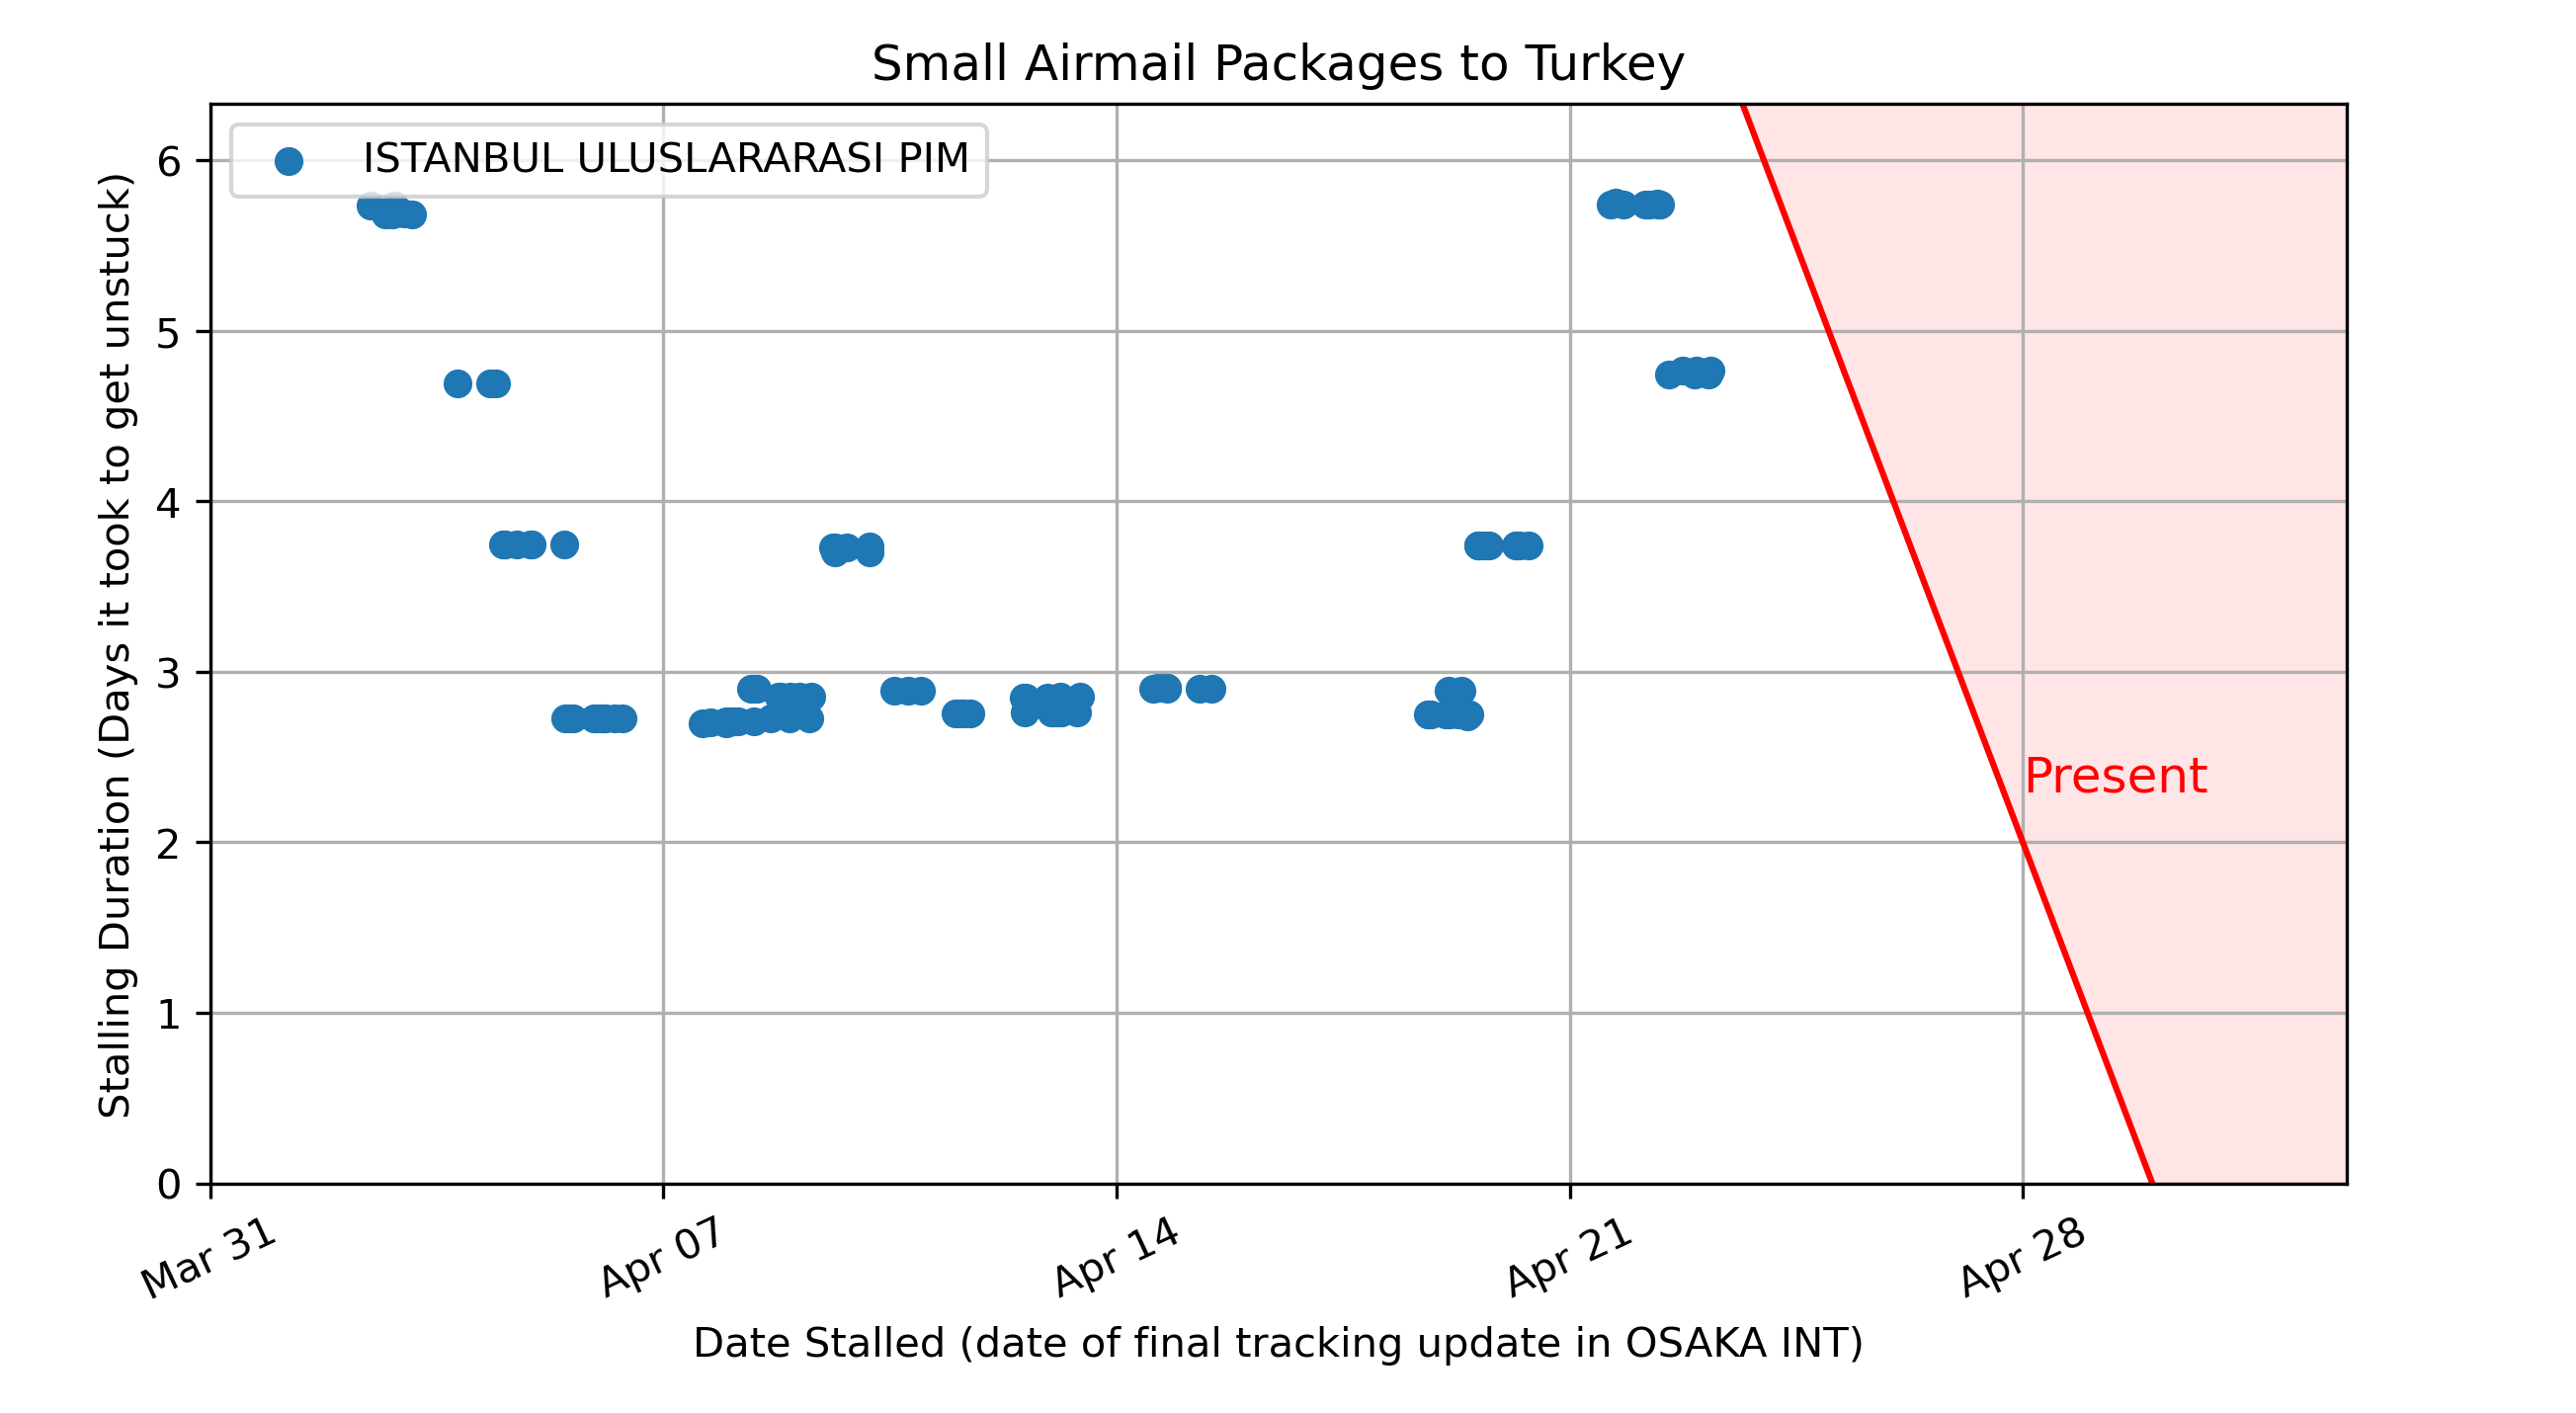 Small Airmail Packages to Turkey
ISTANBUL ULUSLARARASI PIM
Stalling Duration (Days it took to get unstuck)
6
5
4
3
2
1
0
Present
Mar 31
Apr 07
Apr 14
Apr 21
Apr 28
Date Stalled (date of final tracking update in OSAKA INT)